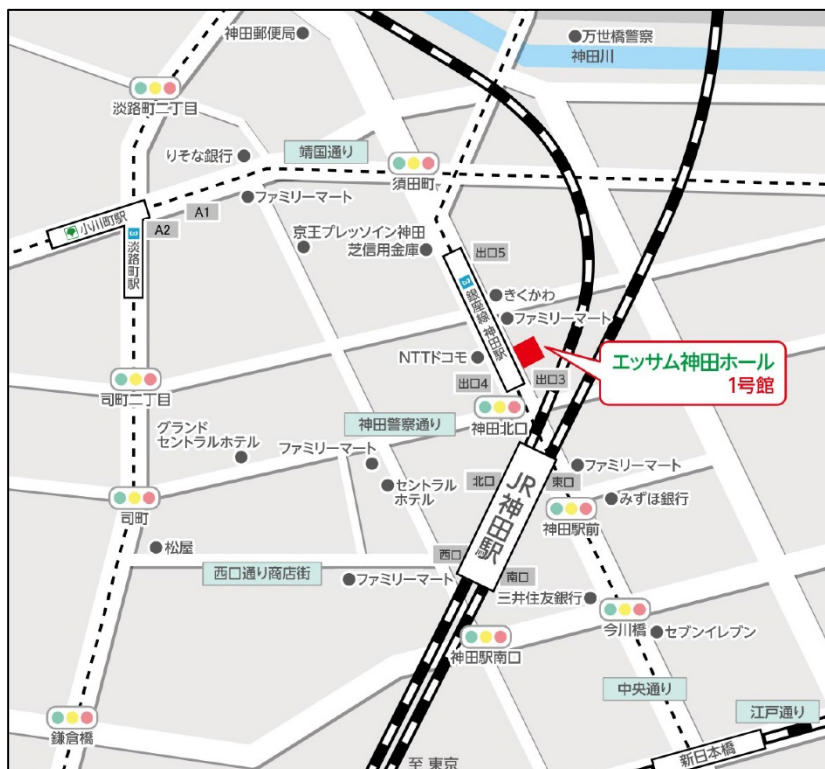 神田郵便局
万世橋警察
神田川
淡路町二丁目
りそな銀行
靖国通り
須田町
ファミリーマート
小川町駅
A1
A2
淡路町駅
京王プレッソイン神田
芝信用金庫
出口5
きくかわ
ファミリーマート
銀座線 神田駅
NTTドコモ
エッサム神田ホール
1号館
出口4
出口3
司町二丁目
神田北口
神田警察通り
グランド
セントラルホテル
ファミリーマート
セントラル
ホテル
北口
東口
JR神田駅
ファミリーマート
みずほ銀行
神田駅前
司町
松屋
西口
西口通り商店街
ファミリーマート
南口
三井住友銀行
今川橋
セブンイレブン
神田駅南口
中央通り
江戸通り
鎌倉橋
新日本橋
至 東京